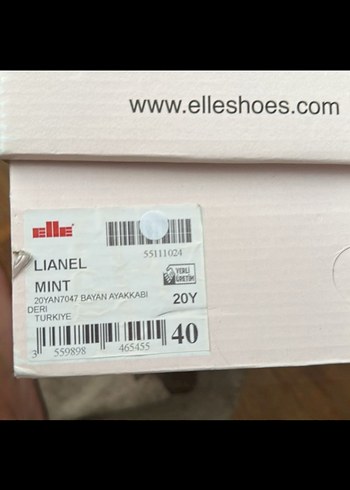 www.elleshoes.com
elle
55111024
LIANEL
MINT
YERLİ
ÜRETİM
20YAN7047 BAYAN AYAKKABI
20Y
DERI
TURKIYE
40
3 559898 465455